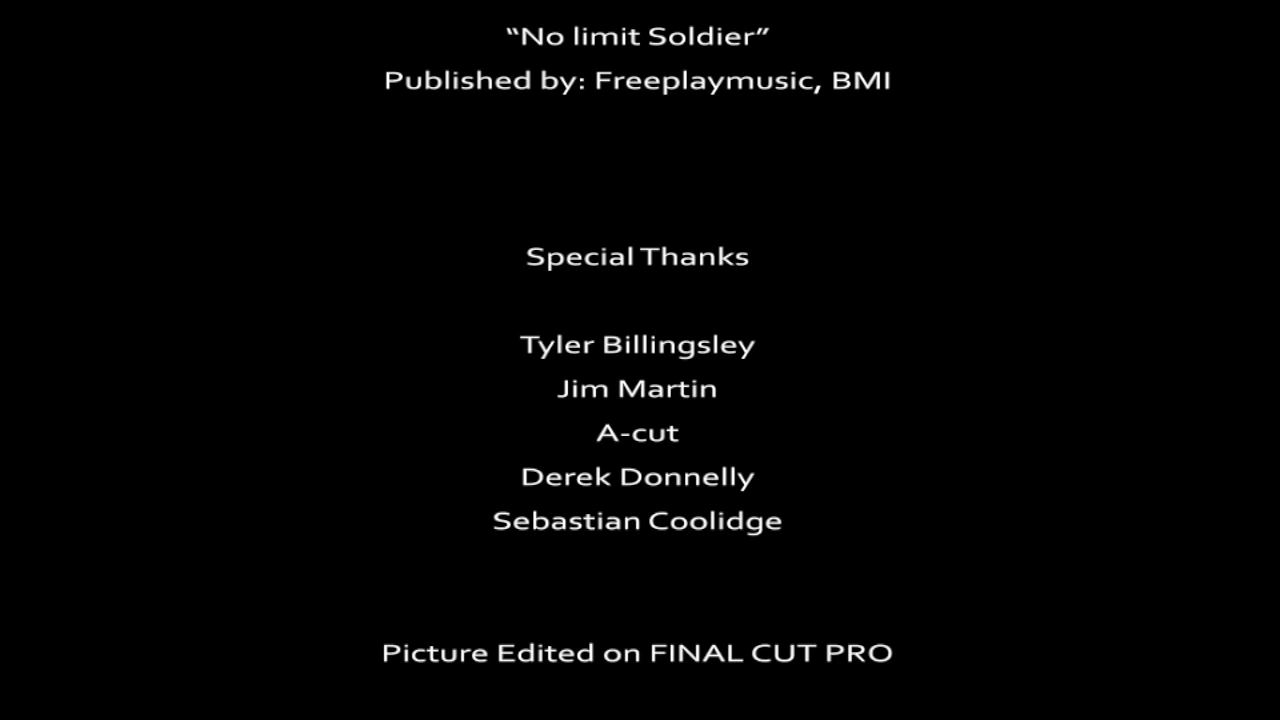 “No limit Soldier”
Published by: Freeplaymusic, BMI
Special Thanks
Tyler Billingsley
Jim Martin
A-cut
Derek Donnelly
Sebastian Coolidge
Picture Edited on FINAL CUT PRO